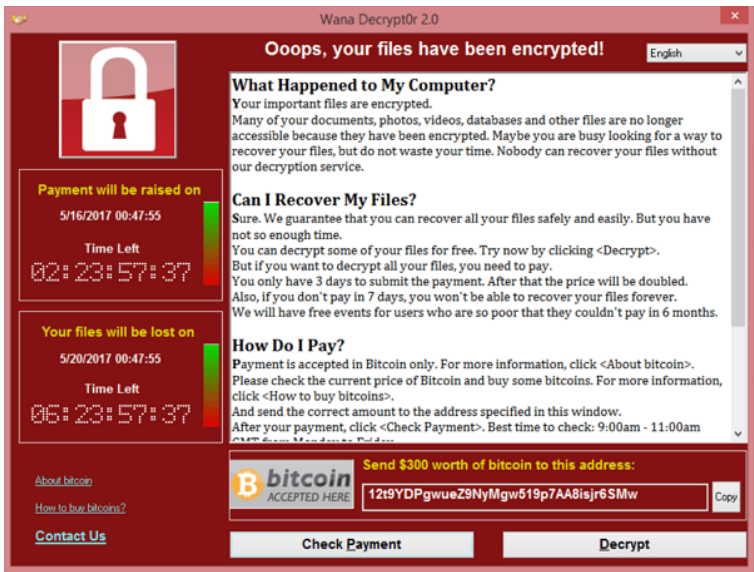 Wana Decrypt0r 2.0
Ooops, your files have been encrypted!
English
What Happened to My Computer?
Your important files are encrypted.
Many of your documents, photos, videos, databases and other files are no longer
accessible because they have been encrypted. Maybe you are busy looking for a way to
recover your files, but do not waste your time. Nobody can recover your files without
our decryption service.
Can I Recover My Files?
Sure. We guarantee that you can recover all your files safely and easily. But you have
not so enough time.
You can decrypt some of your files for free. Try now by clicking <Decrypt>.
But if you want to decrypt all your files, you need to pay.
You only have 3 days to submit the payment. After that the price will be doubled.
Also, if you don't pay in 7 days, you won't be able to recover your files forever.
We will have free events for users who are so poor that they couldn't pay in 6 months.
How Do I Pay?
Payment is accepted in Bitcoin only. For more information, click <About bitcoin>.
Please check the current price of Bitcoin and buy some bitcoins. For more information,
click <How to buy bitcoins>.
And send the correct amount to the address specified in this window.
After your payment, click <Check Payment>. Best time to check: 9:00am - 11:00am
GMT from Monday to Friday.
Payment will be raised on
5/16/2017 00:47:55
Time Left
02:23:57:37
Your files will be lost on
5/20/2017 00:47:55
Time Left
06:23:57:37
About bitcoin
How to buy bitcoins?
Contact Us
bitcoin
ACCEPTED HERE
Send $300 worth of bitcoin to this address:
12t9YDPgwueZ9NyMgw519p7AA8isjr6SMw
Copy
Check Payment
Decrypt